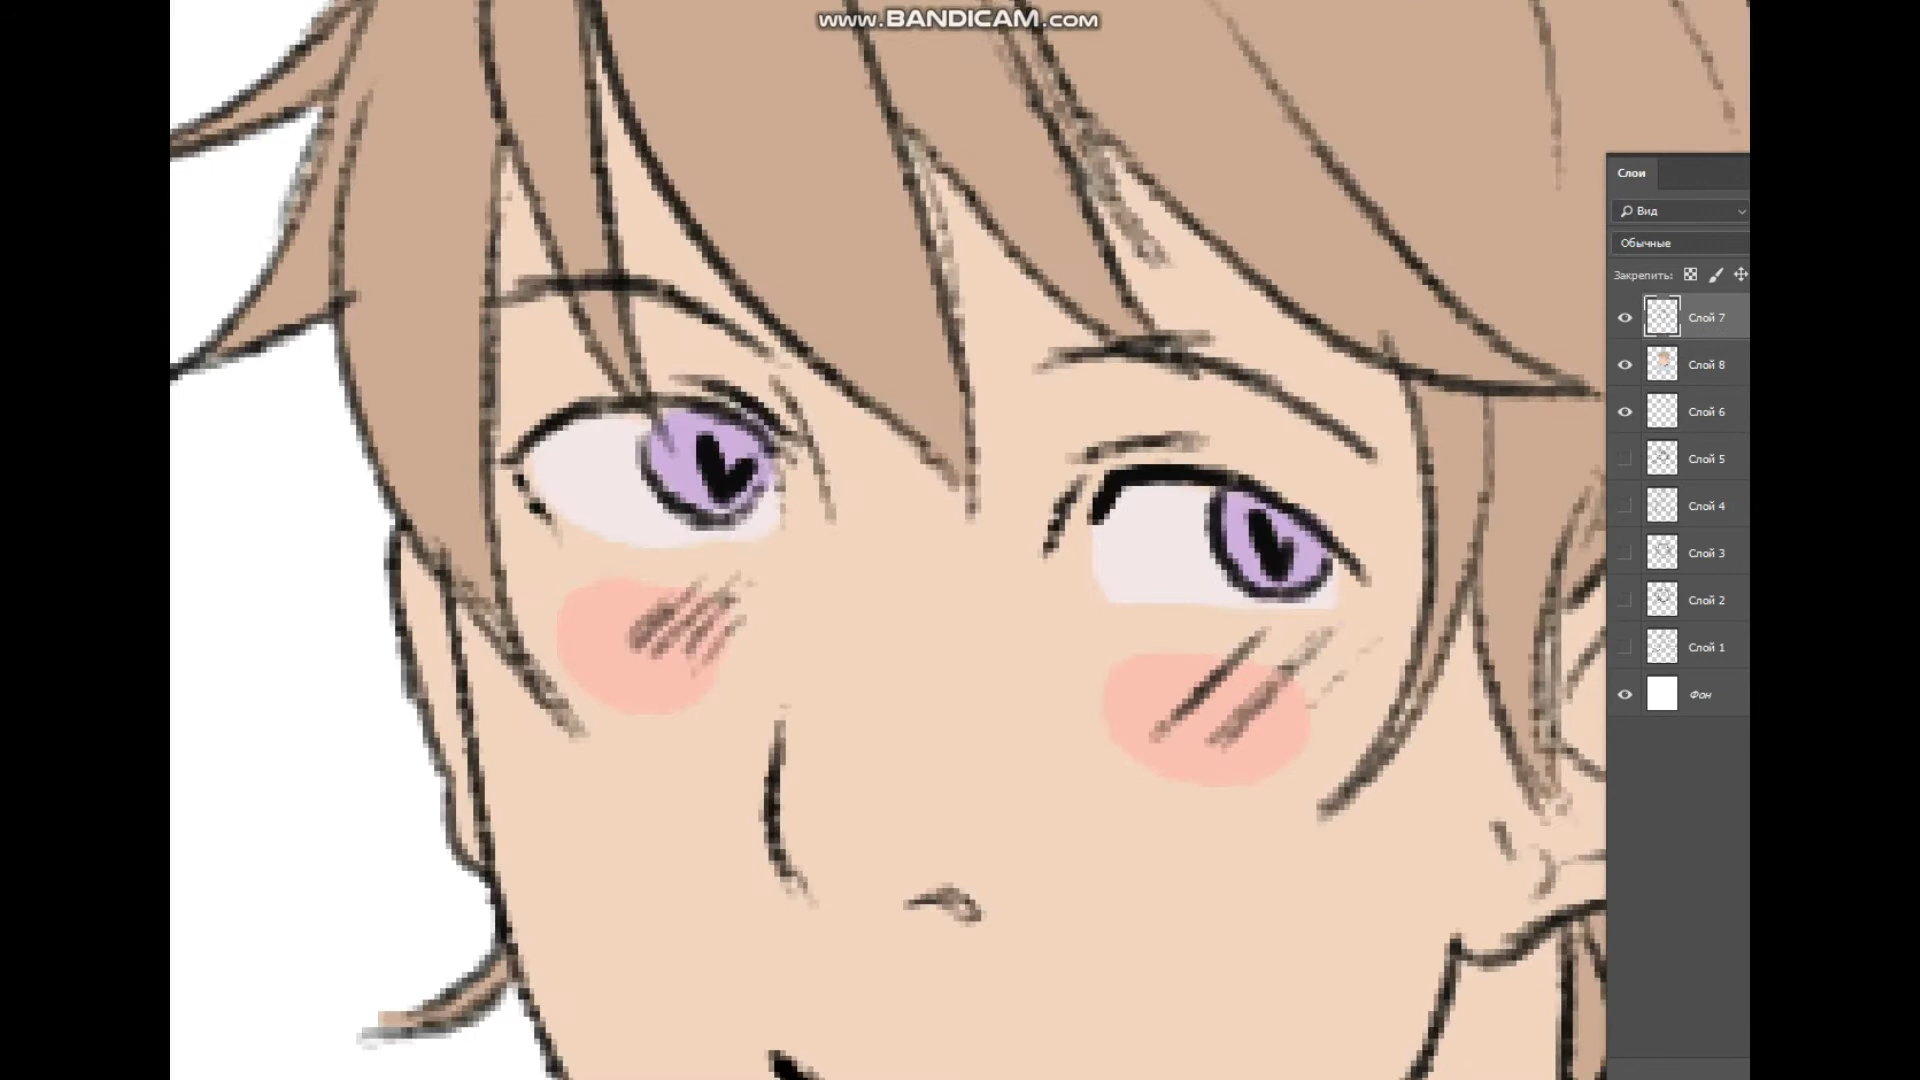 www.BANDICAM.com
Слои
Вид
Обычные
Закрепить:
Слой 7
Слой 8
Слой 6
Слой 5
Слой 4
Слой 3
Слой 2
Слой 1
Фон